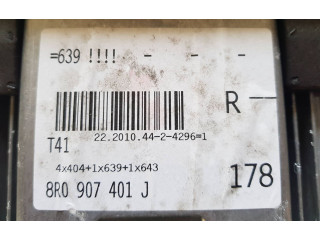 =639 !!!! - - -
R —
22.2010.44-2-4296=1
T41
4x404+1x639+1x643
8R0 907 401 J
178